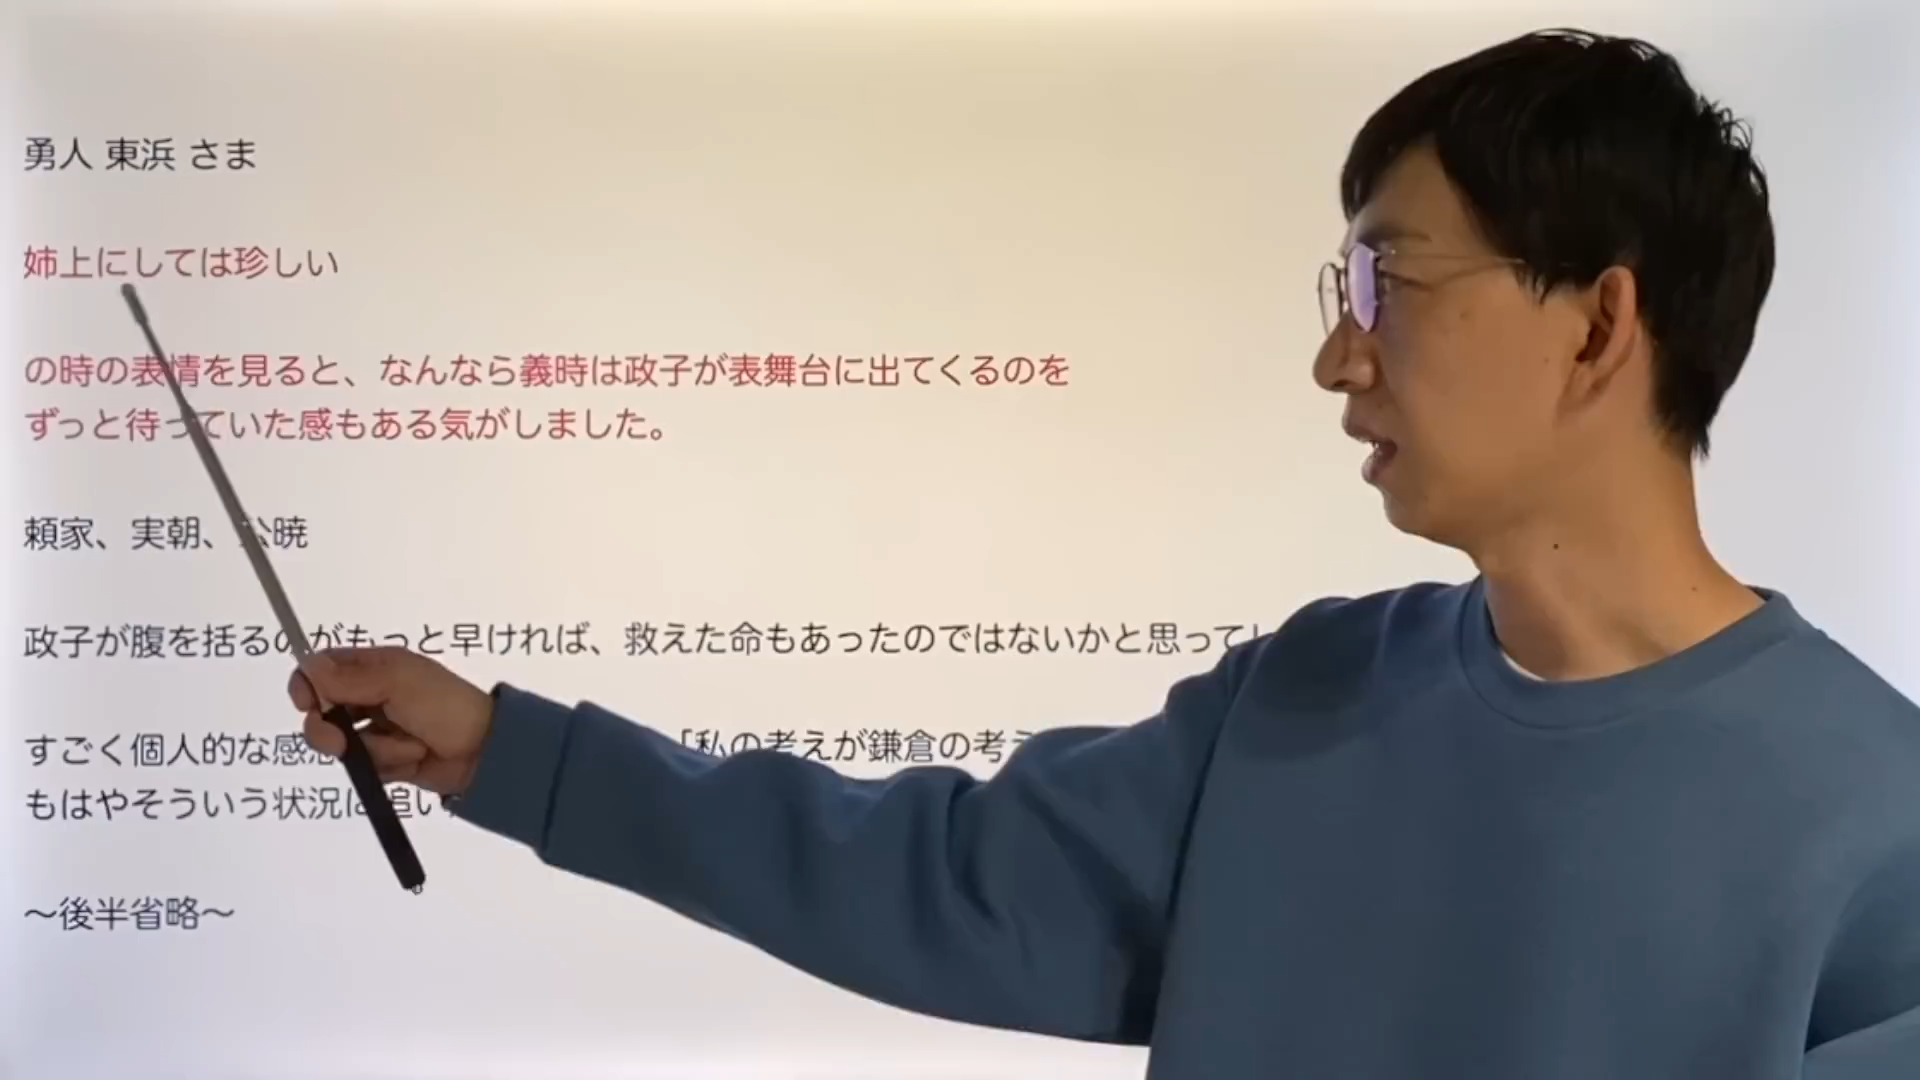 勇人 東浜 さま
姉上にしては珍しい
の時の表情を見ると、なんなら義時は政子が表舞台に出てくるのを
ずっと待っていた感もある気がしました。
頼家、実朝、公暁
政子が腹を括るのがもっと早ければ、救えた命もあったのではないかと思って
すごく個人的な感想 「私の考えが鎌倉の考え
もはやそういう状況に追い
〜後半省略〜